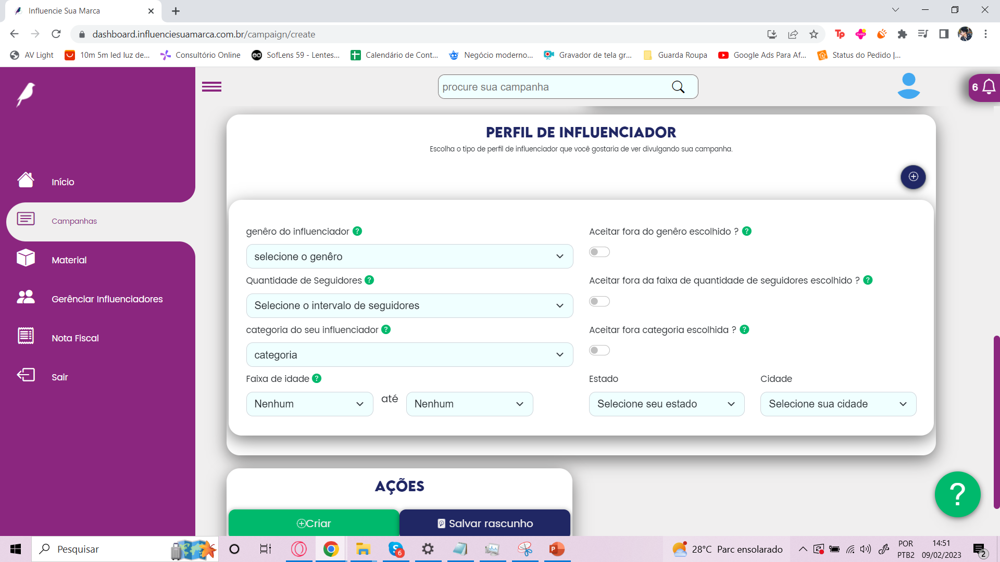 Influencie Sua Marca
dashboard.influenciesuamarca.com.br/campaign/create
AV Light
10m 5m led luz de...
Consultório Online
SofLens 59 - Lentes...
Calendário de Cont...
Negócio moderno...
Gravador de tela gr...
Guarda Roupa
Google Ads Para Af...
Status do Pedido |...
procure sua campanha
6
Início
Campanhas
Material
Gerênciar Influenciadores
Nota Fiscal
Sair
PERFIL DE INFLUENCIADOR
Escolha o tipo de perfil de influenciador que você gostaria de ver divulgando sua campanha.
genêro do influenciador ?
Aceitar fora do genêro escolhido ? ?
selecione o genêro
Quantidade de Seguidores ?
Aceitar fora da faixa de quantidade de seguidores escolhido ? ?
Selecione o intervalo de seguidores
categoria do seu influenciador ?
Aceitar fora categoria escolhida ? ?
categoria
Faixa de idade ?
Estado
Cidade
Nenhum até Nenhum
Selecione seu estado
Selecione sua cidade
AÇÕES
Criar
Salvar rascunho
?
Pesquisar
6
28°C Parc ensolarado
POR
PTB2
14:51
09/02/2023
2